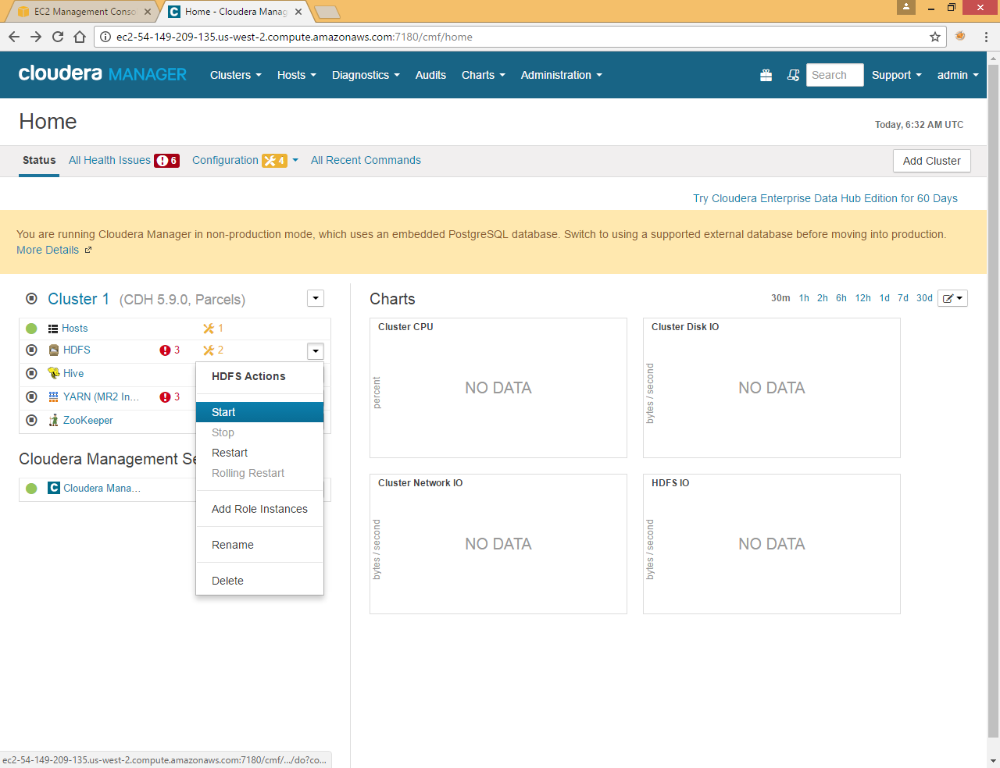 EC2 Management Conso
Home - Cloudera Manag
ec2-54-149-209-135.us-west-2.compute.amazonaws.com:7180/cmf/home
cloudera MANAGER
Clusters
Hosts
Diagnostics
Audits
Charts
Administration
Search
Support
admin
Home
Today, 6:32 AM UTC
Status
All Health Issues 6
Configuration 4
All Recent Commands
Add Cluster
Try Cloudera Enterprise Data Hub Edition for 60 Days
You are running Cloudera Manager in non-production mode, which uses an embedded PostgreSQL database. Switch to using a supported external database before moving into production.
More Details
Cluster 1 (CDH 5.9.0, Parcels)
Hosts 1
HDFS 3 2
Hive
YARN (MR2 In... 3
ZooKeeper
HDFS Actions
Start
Stop
Restart
Rolling Restart
Add Role Instances
Rename
Delete
Cloudera Management Se
C Cloudera Mana...
Charts
30m 1h 2h 6h 12h 1d 7d 30d
Cluster CPU
percent
NO DATA
Cluster Disk IO
bytes / second
NO DATA
Cluster Network IO
bytes / second
NO DATA
HDFS IO
bytes / second
NO DATA
ec2-54-149-209-135.us-west-2.compute.amazonaws.com:7180/cmf/.../do?co...